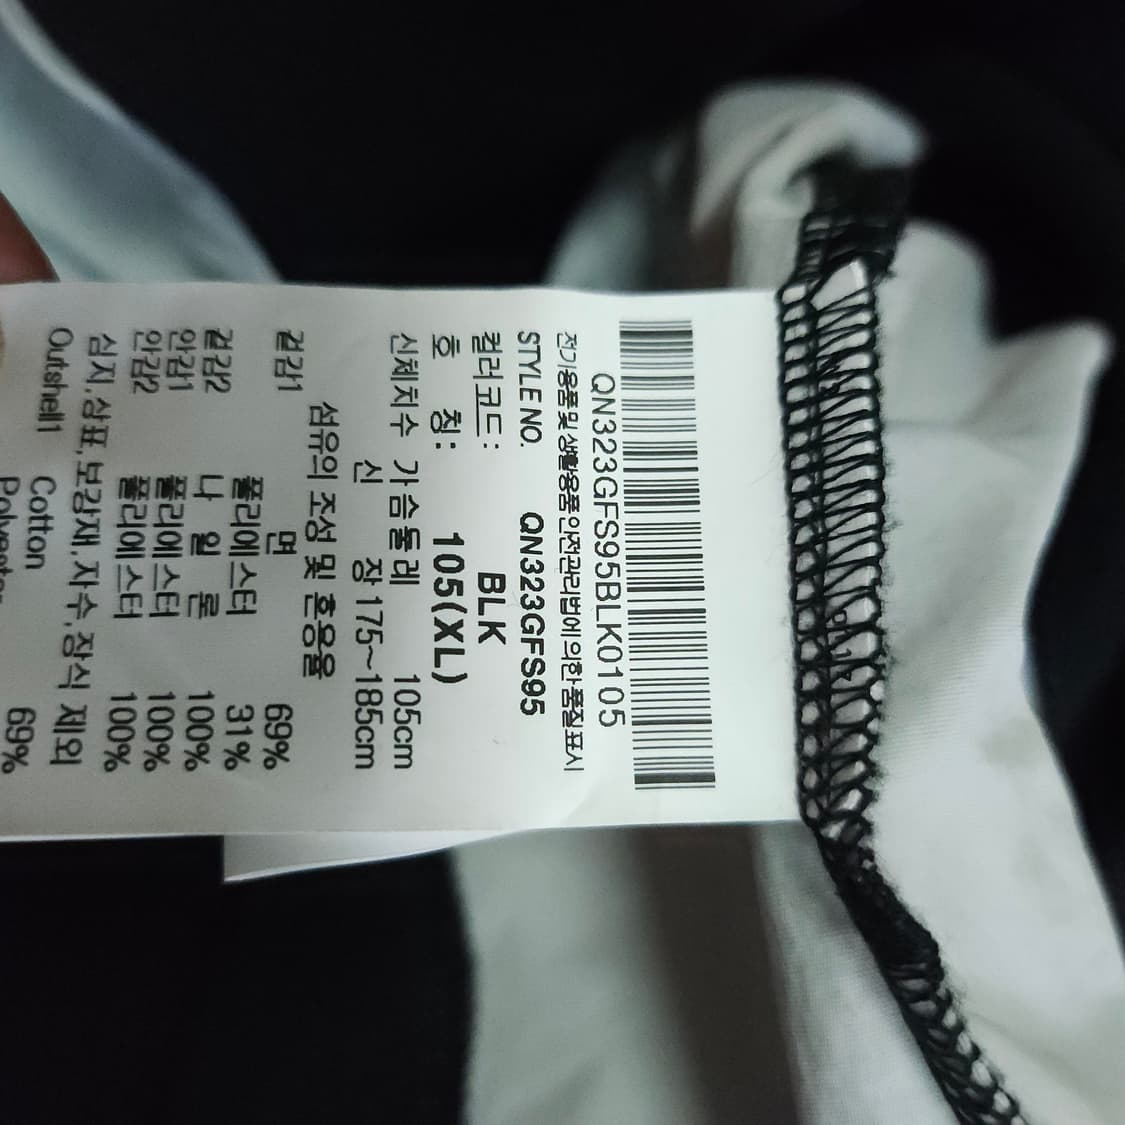 QN323GFS95BLK0105
전기용품 및 생활용품 안전관리법에 의한 품질표시
STYLE NO. QN323GFS95
컬러코드: BLK
호 칭: 105(XL)
신체치수 가슴둘레 105cm
신 장 175~185cm
섬유의 조성 및 혼용율
겉감1 면 69%
폴리에스터 31%
겉감2 나 일 론 100%
안감1 폴리에스터 100%
안감2 폴리에스터 100%
심지,상표,보강재,자수,장식 제외
Outshell1 Cotton 69%